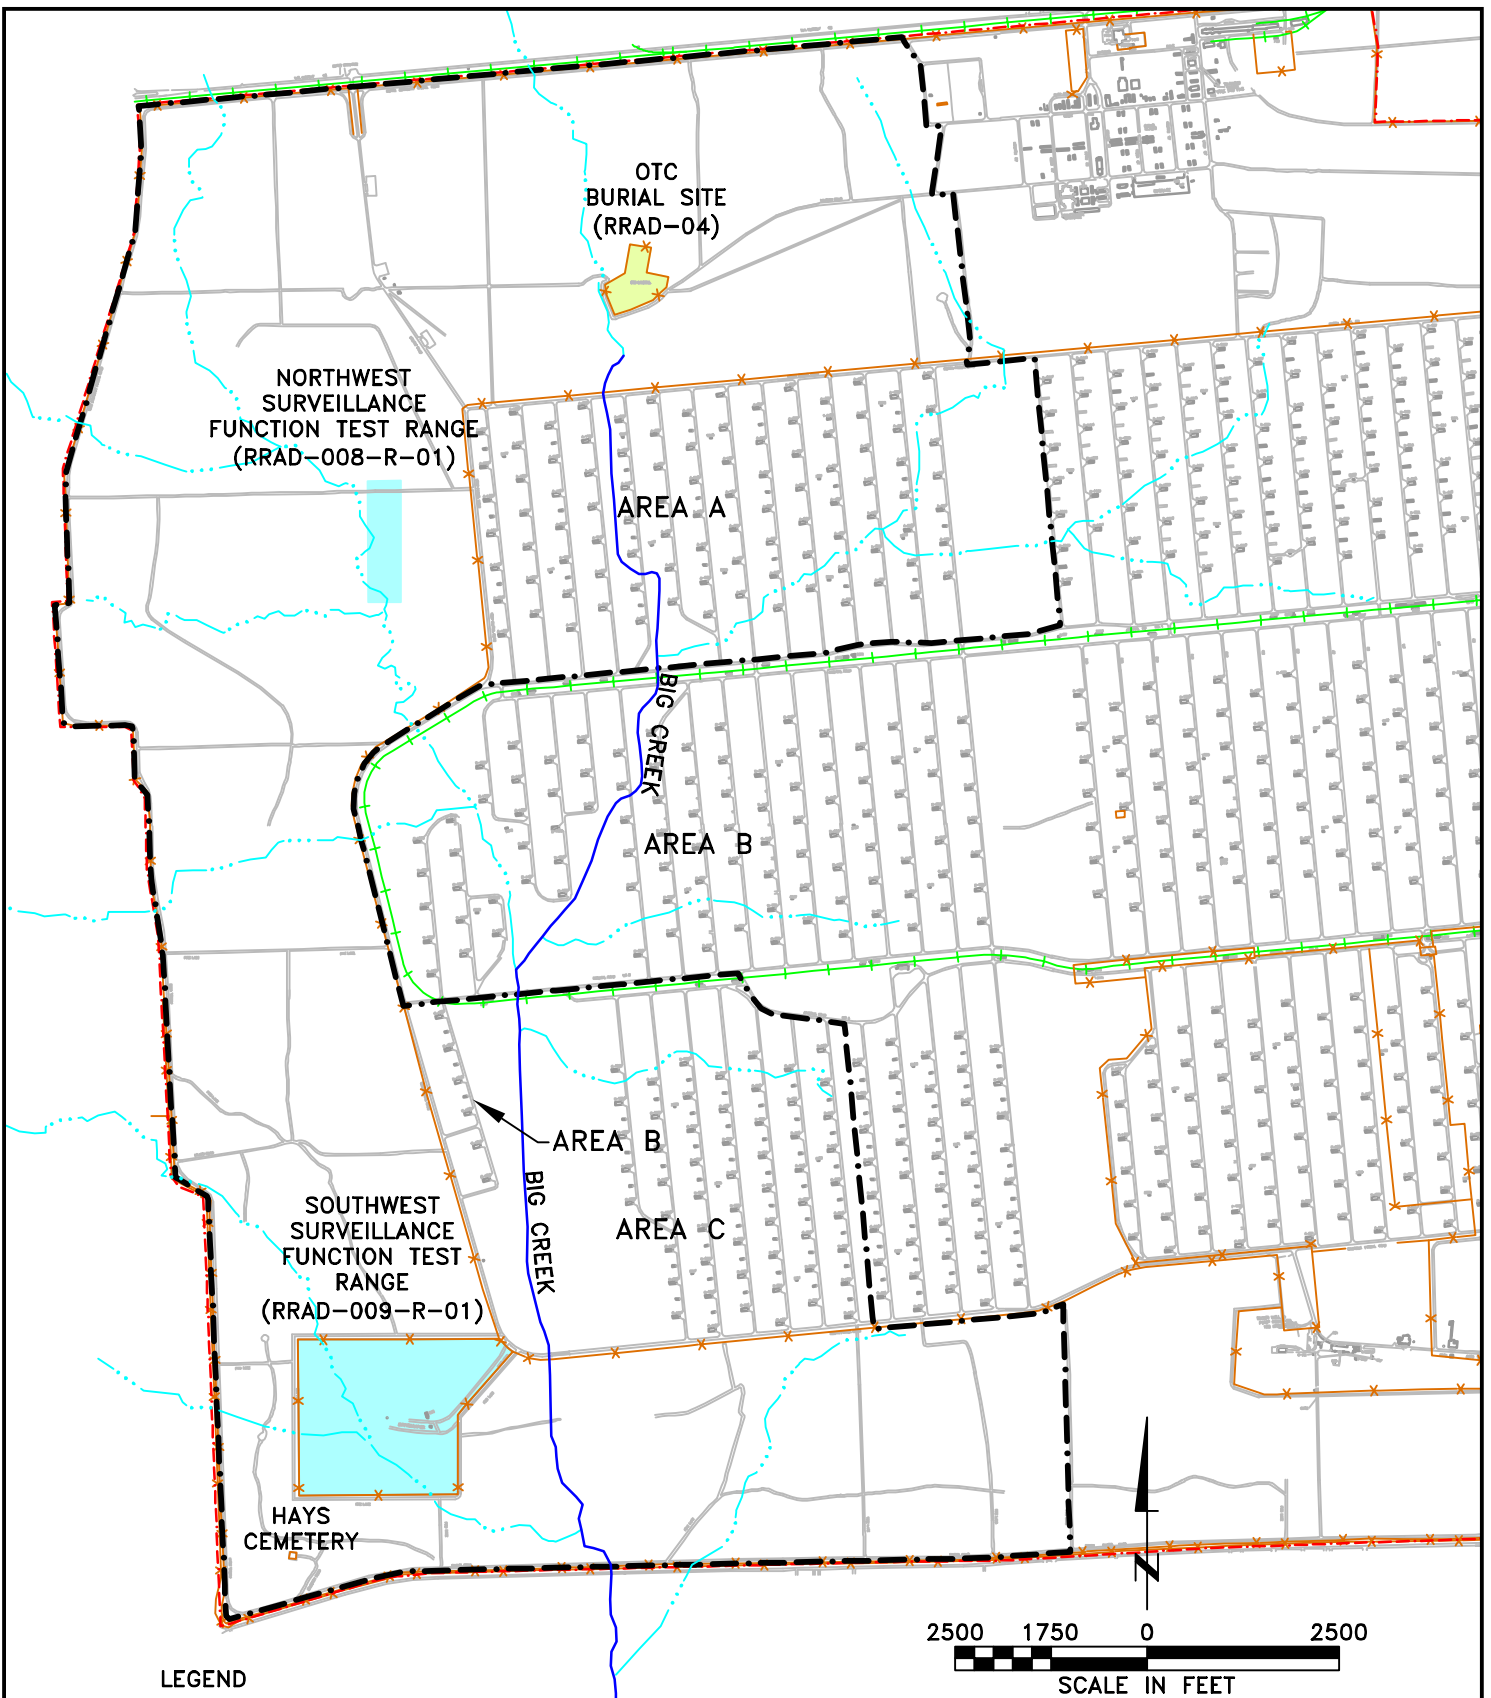 OTC
BURIAL SITE
(RRAD-04)
NORTHWEST
SURVEILLANCE
FUNCTION TEST RANGE
(RRAD-008-R-01)
AREA A
BIG CREEK
AREA B
AREA B
BIG CREEK
AREA C
SOUTHWEST
SURVEILLANCE
FUNCTION TEST
RANGE
(RRAD-009-R-01)
HAYS
CEMETERY
N
2500 1750 0 2500
SCALE IN FEET
LEGEND